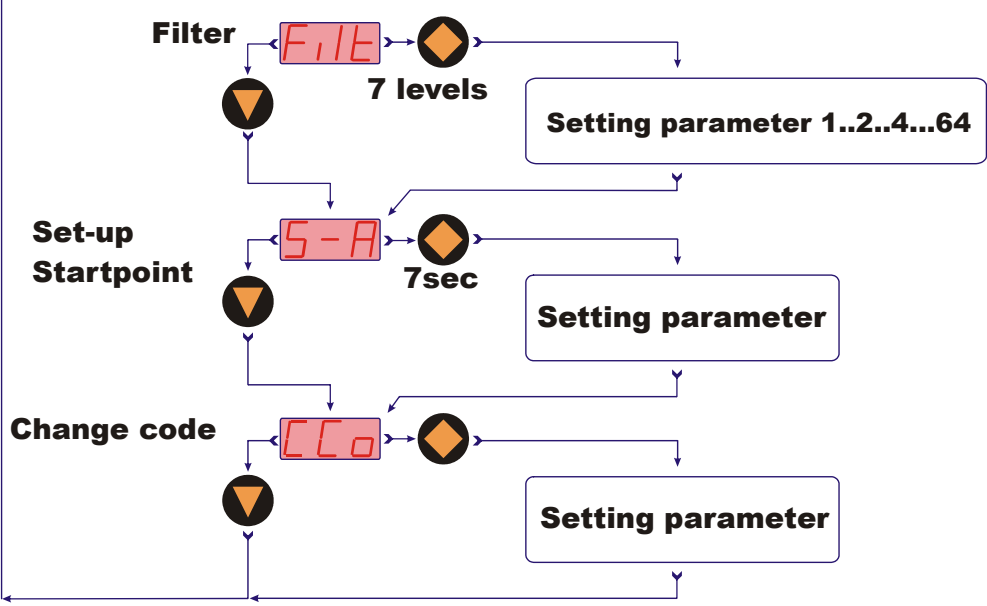 Filter
Filt
7 levels
Setting parameter 1..2..4...64
Set-up
Startpoint
S-A
7sec
Setting parameter
Change code
CCo
Setting parameter